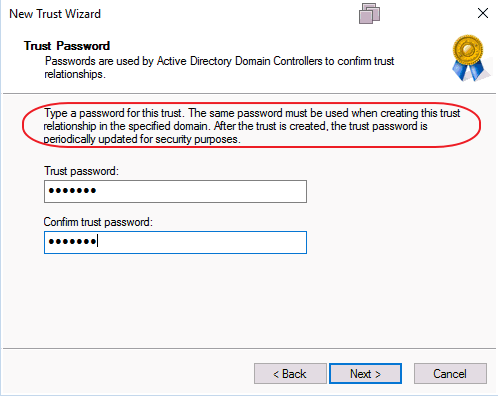 New Trust Wizard
Trust Password
Passwords are used by Active Directory Domain Controllers to confirm trust
relationships.
Type a password for this trust. The same password must be used when creating this trust
relationship in the specified domain. After the trust is created, the trust password is
periodically updated for security purposes.
Trust password:
•••••••
Confirm trust password:
•••••••
< Back
Next >
Cancel